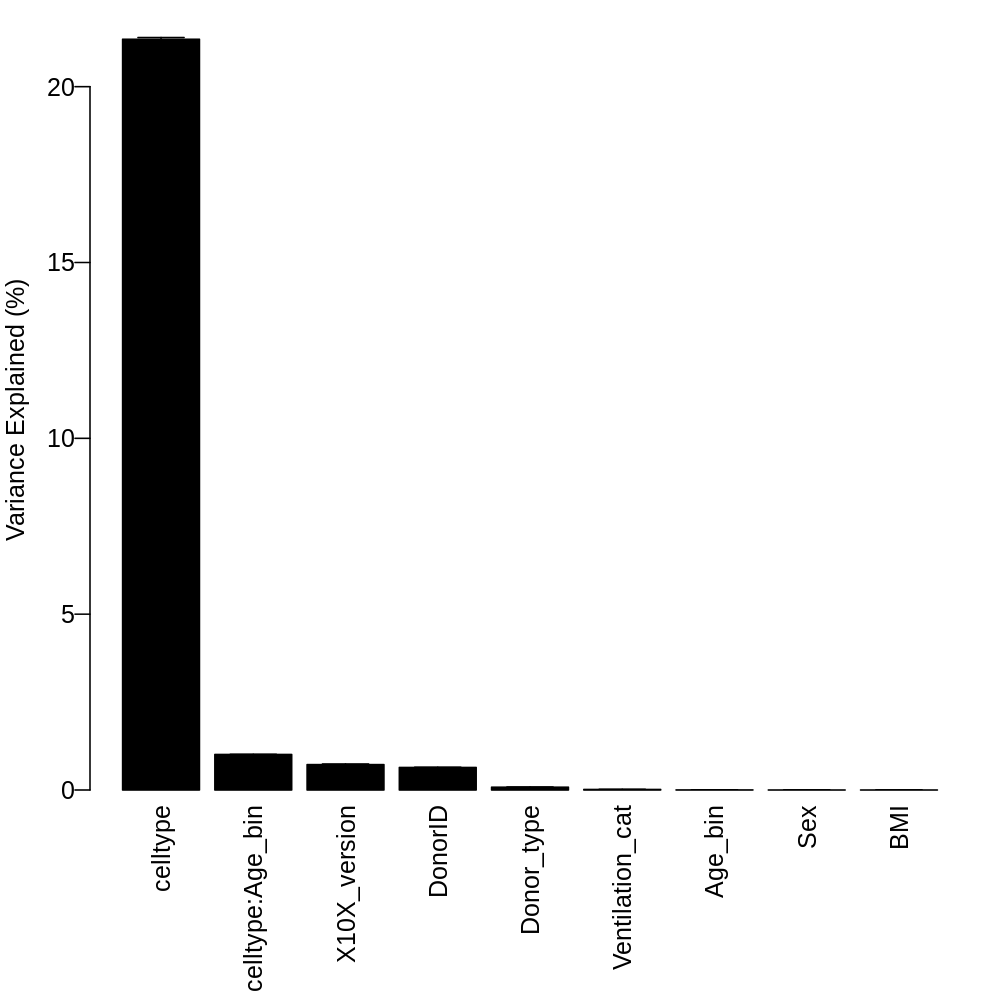 Variance Explained (%)
20
15
10
5
0
celltype
celltype:Age_bin
X10X_version
DonorID
Donor_type
Ventilation_cat
Age_bin
Sex
BMI